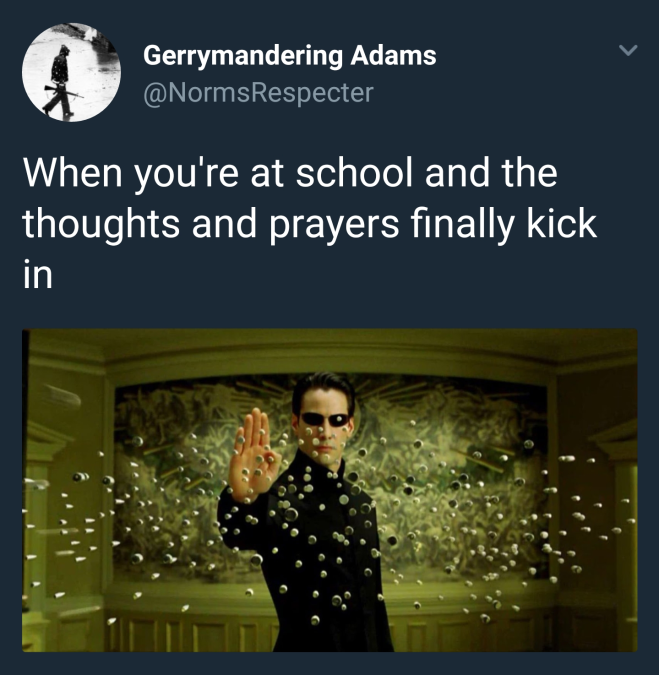 Gerrymandering Adams
@NormsRespecter
When you're at school and the
thoughts and prayers finally kick
in